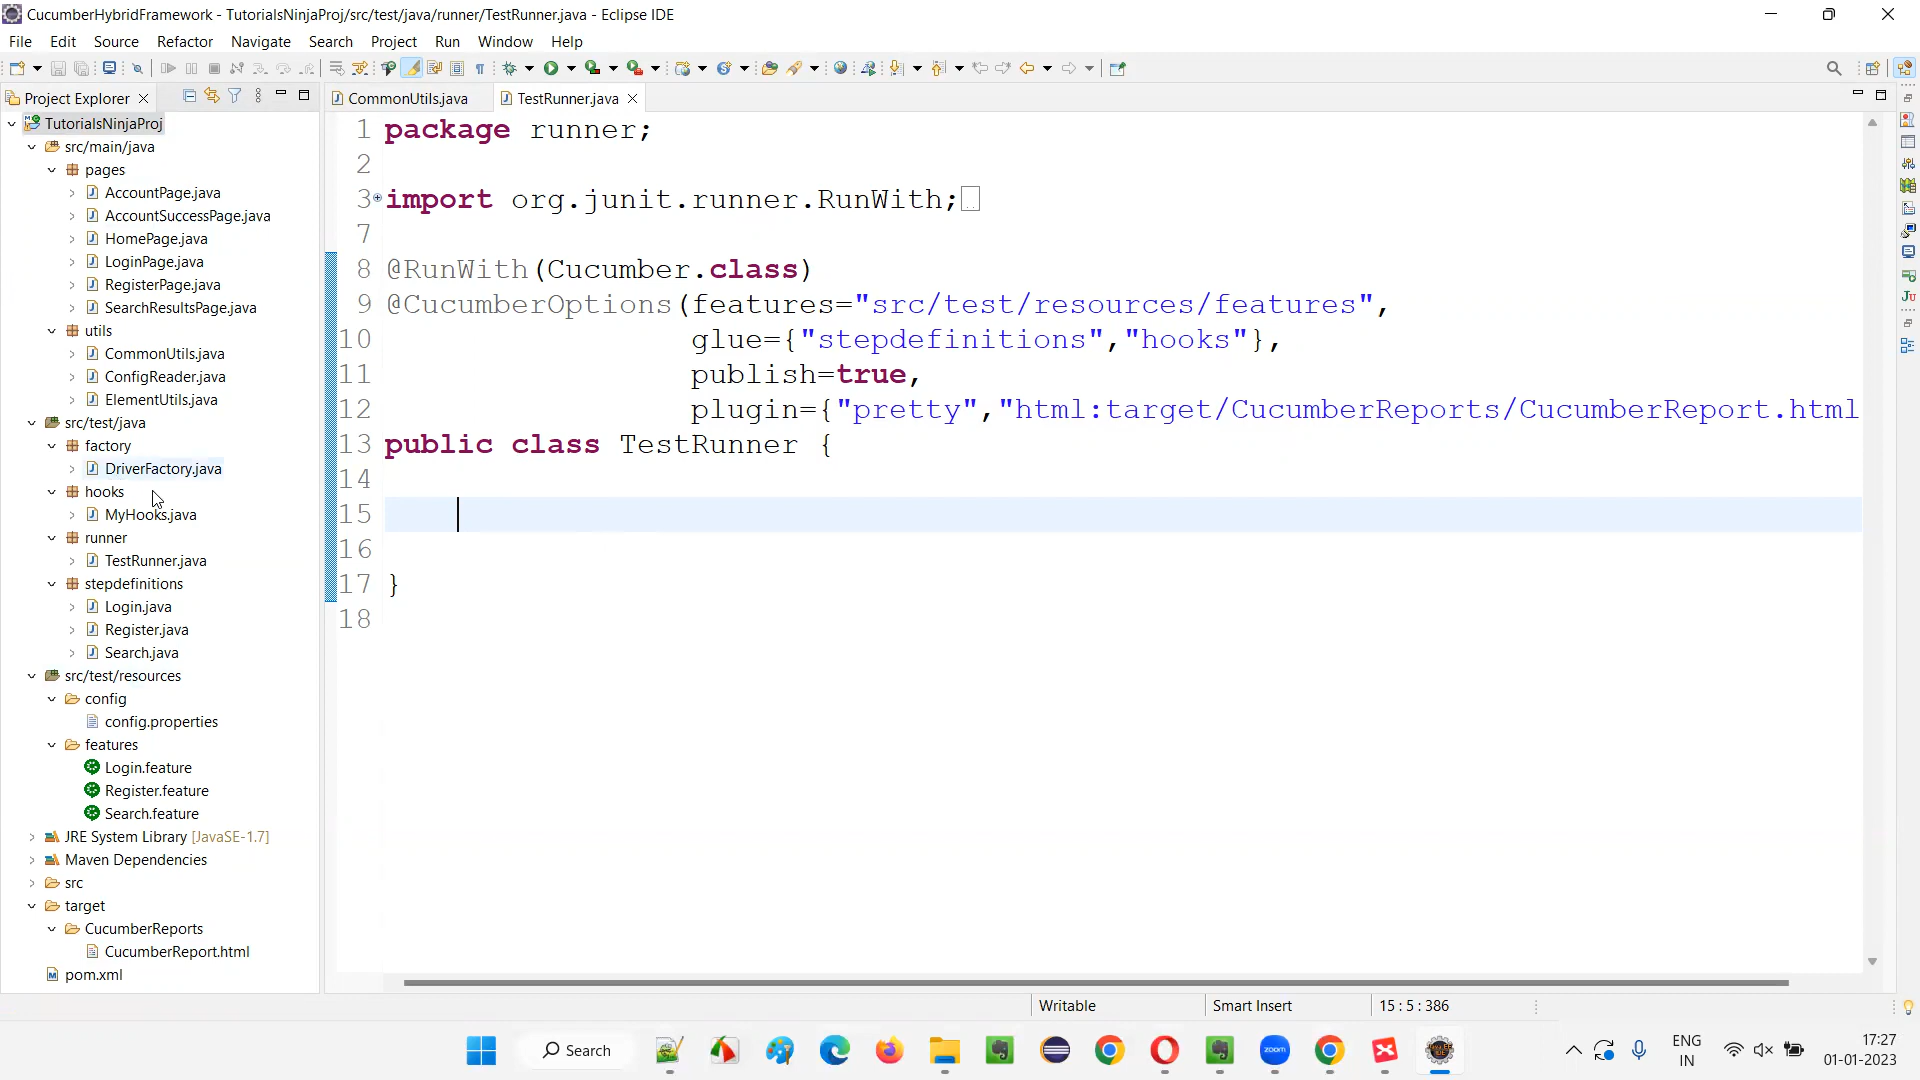 CucumberHybridFramework - TutorialsNinjaProj/src/test/java/runner/TestRunner.java - Eclipse IDE
File Edit Source Refactor Navigate Search Project Run Window Help
Project Explorer
CommonUtils.java
TestRunner.java
TutorialsNinjaProj
src/main/java
pages
AccountPage.java
AccountSuccessPage.java
HomePage.java
LoginPage.java
RegisterPage.java
SearchResultsPage.java
utils
CommonUtils.java
ConfigReader.java
ElementUtils.java
src/test/java
factory
DriverFactory.java
hooks
MyHooks.java
runner
TestRunner.java
stepdefinitions
Login.java
Register.java
Search.java
src/test/resources
config
config.properties
features
Login.feature
Register.feature
Search.feature
JRE System Library [JavaSE-1.7]
Maven Dependencies
src
target
CucumberReports
CucumberReport.html
pom.xml
1 package runner;
2
3 import org.junit.runner.RunWith;
7
8 @RunWith(Cucumber.class)
9 @CucumberOptions(features="src/test/resources/features",
10 glue={"stepdefinitions","hooks"},
11 publish=true,
12 plugin={"pretty","html:target/CucumberReports/CucumberReport.html
13 public class TestRunner {
14
15
16
17 }
18
Writable
Smart Insert
15 : 5 : 386
Search
zoom
ENG
IN
17:27
01-01-2023